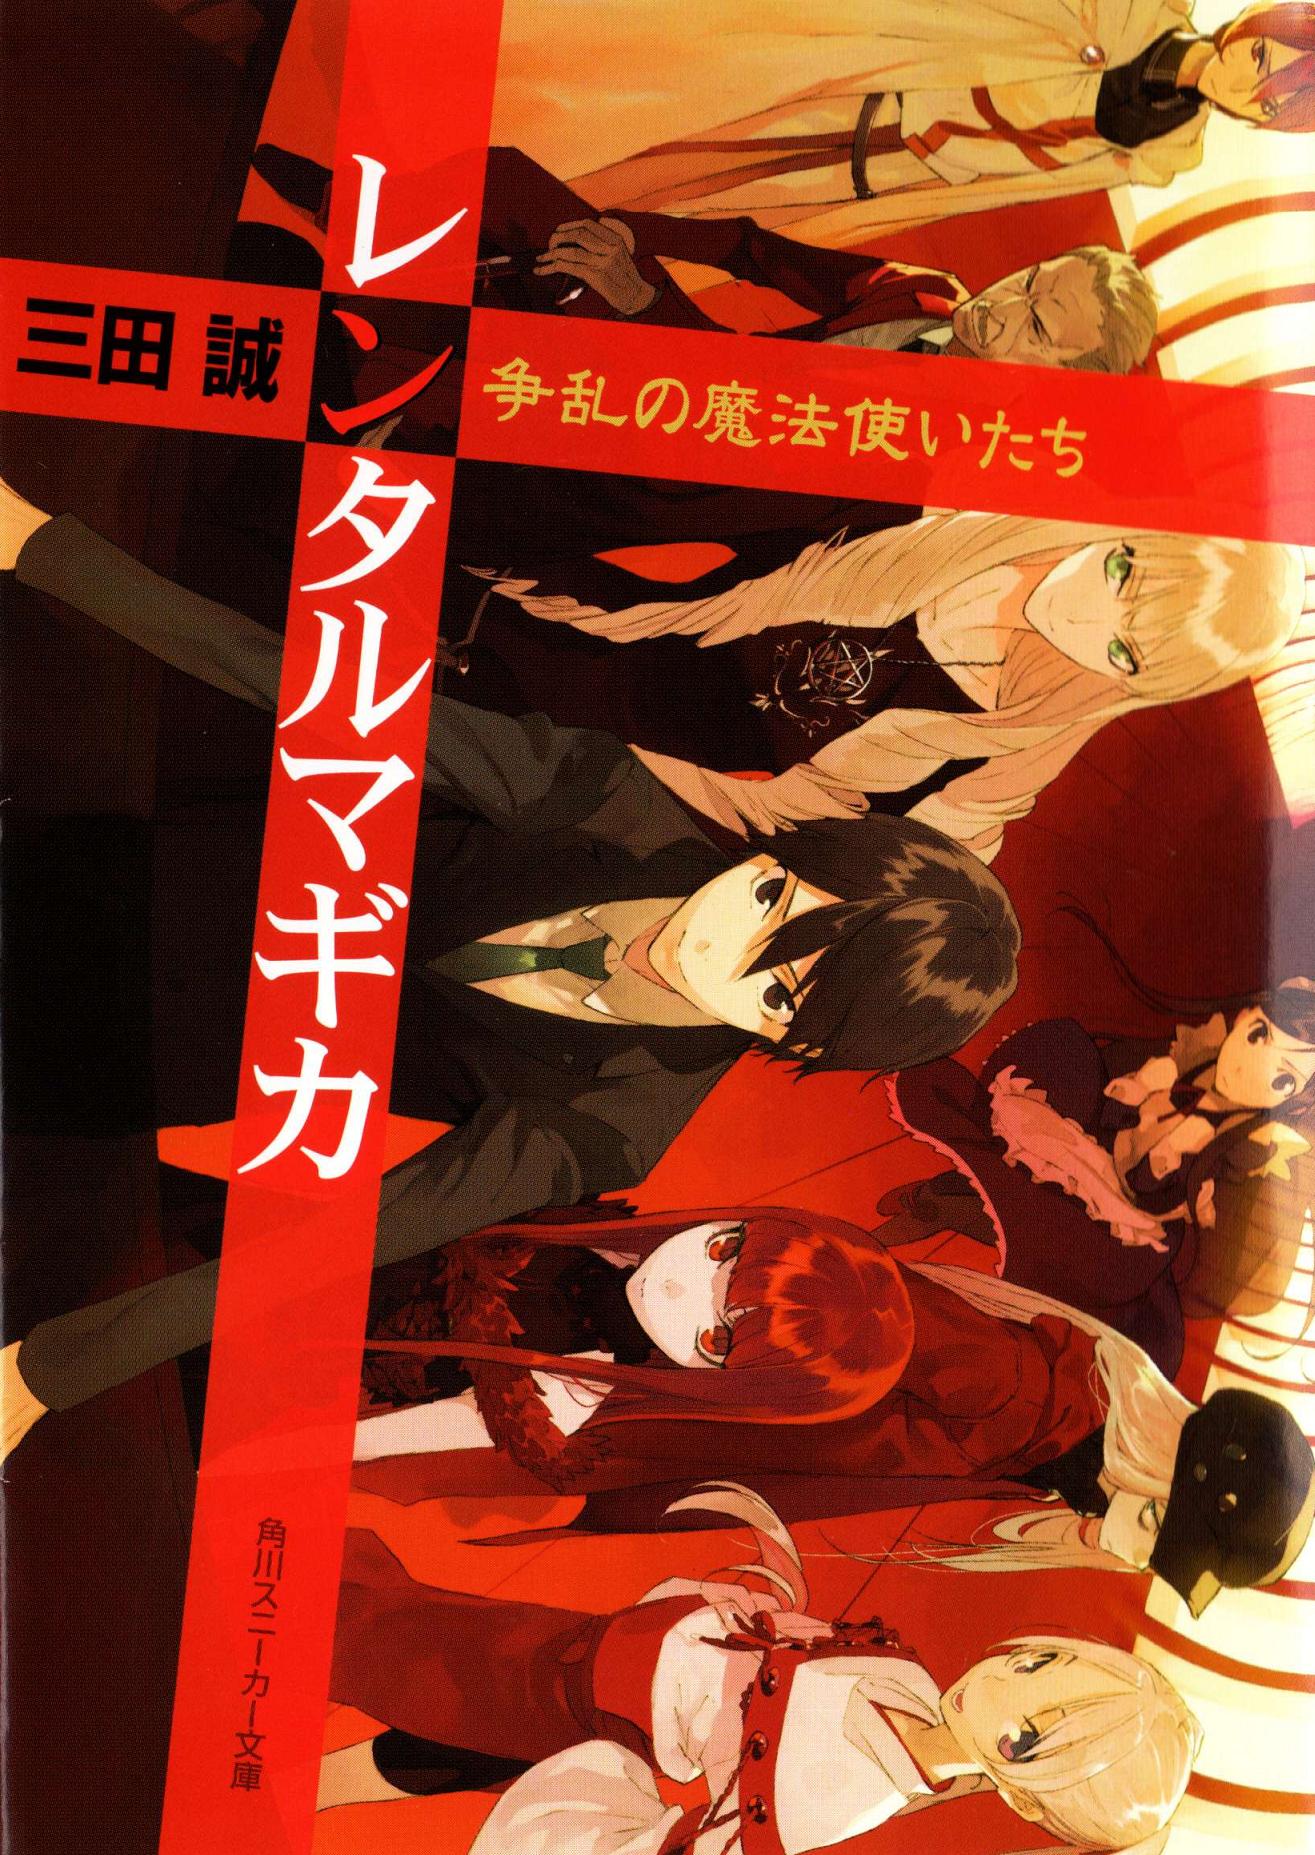 レンタルマギカ
争乱の魔法使いたち
三田 誠
角川スニーカー文庫